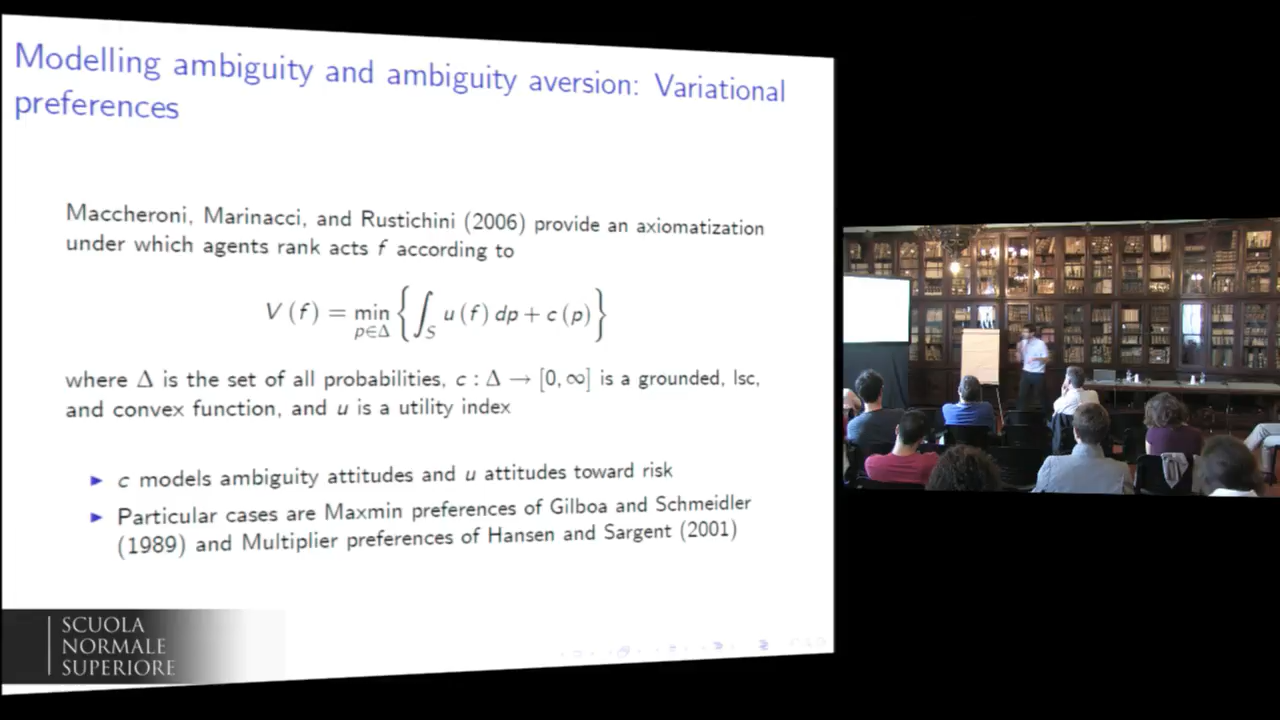 Modelling ambiguity and ambiguity aversion: Variational
preferences
Maccheroni, Marinacci, and Rustichini (2006) provide an axiomatization
under which agents rank acts f according to
V (f) = min_{p∈Δ} { ∫_S u (f) dp + c (p) }
where Δ is the set of all probabilities, c : Δ → [0, ∞] is a grounded, lsc,
and convex function, and u is a utility index
▶ c models ambiguity attitudes and u attitudes toward risk
▶ Particular cases are Maxmin preferences of Gilboa and Schmeidler
(1989) and Multiplier preferences of Hansen and Sargent (2001)
SCUOLA
NORMALE
SUPERIORE